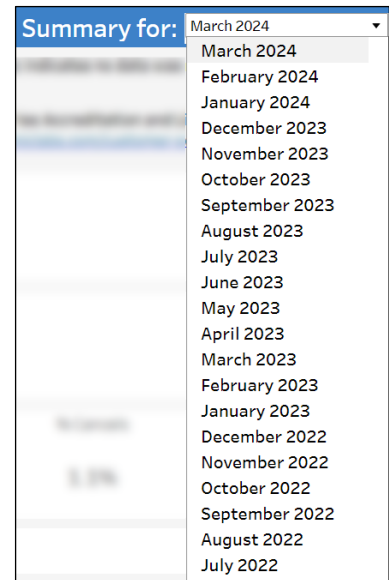 Summary for: March 2024
March 2024
February 2024
January 2024
December 2023
November 2023
October 2023
September 2023
August 2023
July 2023
June 2023
May 2023
April 2023
March 2023
February 2023
January 2023
December 2022
November 2022
October 2022
September 2022
August 2022
July 2022